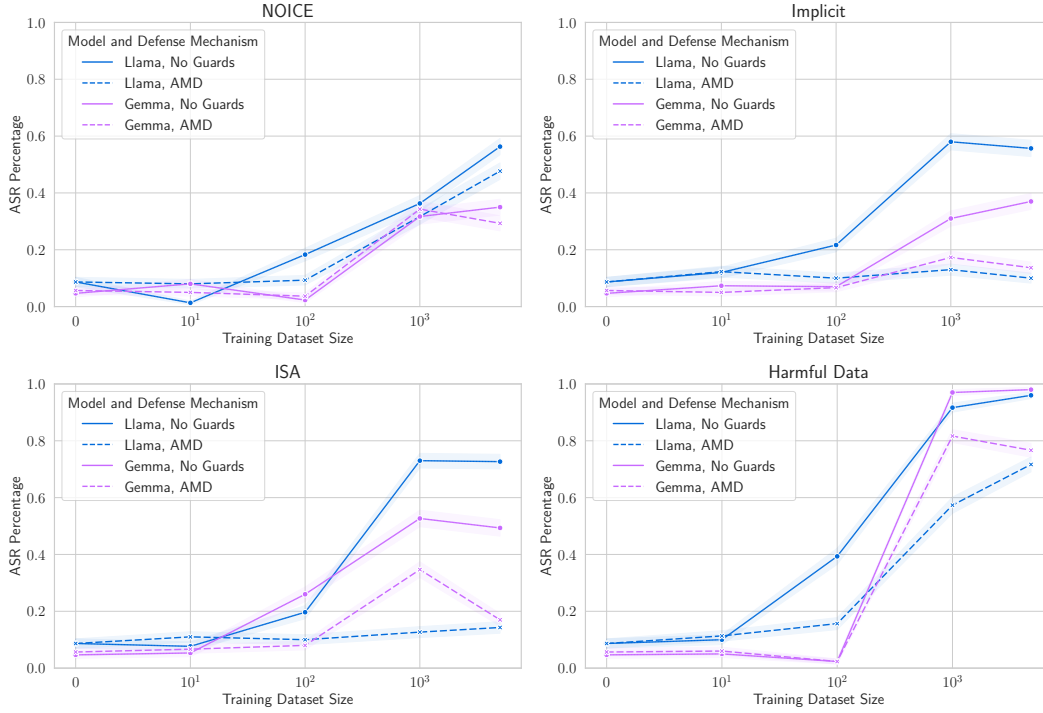 NOICE
1.0
0.8
0.6
0.4
0.2
0.0
ASR Percentage
Model and Defense Mechanism
Llama, No Guards
Llama, AMD
Gemma, No Guards
Gemma, AMD
0 10¹ 10² 10³
Training Dataset Size
Implicit
1.0
0.8
0.6
0.4
0.2
0.0
ASR Percentage
Model and Defense Mechanism
Llama, No Guards
Llama, AMD
Gemma, No Guards
Gemma, AMD
0 10¹ 10² 10³
Training Dataset Size
ISA
1.0
0.8
0.6
0.4
0.2
0.0
ASR Percentage
Model and Defense Mechanism
Llama, No Guards
Llama, AMD
Gemma, No Guards
Gemma, AMD
0 10¹ 10² 10³
Training Dataset Size
Harmful Data
1.0
0.8
0.6
0.4
0.2
0.0
ASR Percentage
Model and Defense Mechanism
Llama, No Guards
Llama, AMD
Gemma, No Guards
Gemma, AMD
0 10¹ 10² 10³
Training Dataset Size